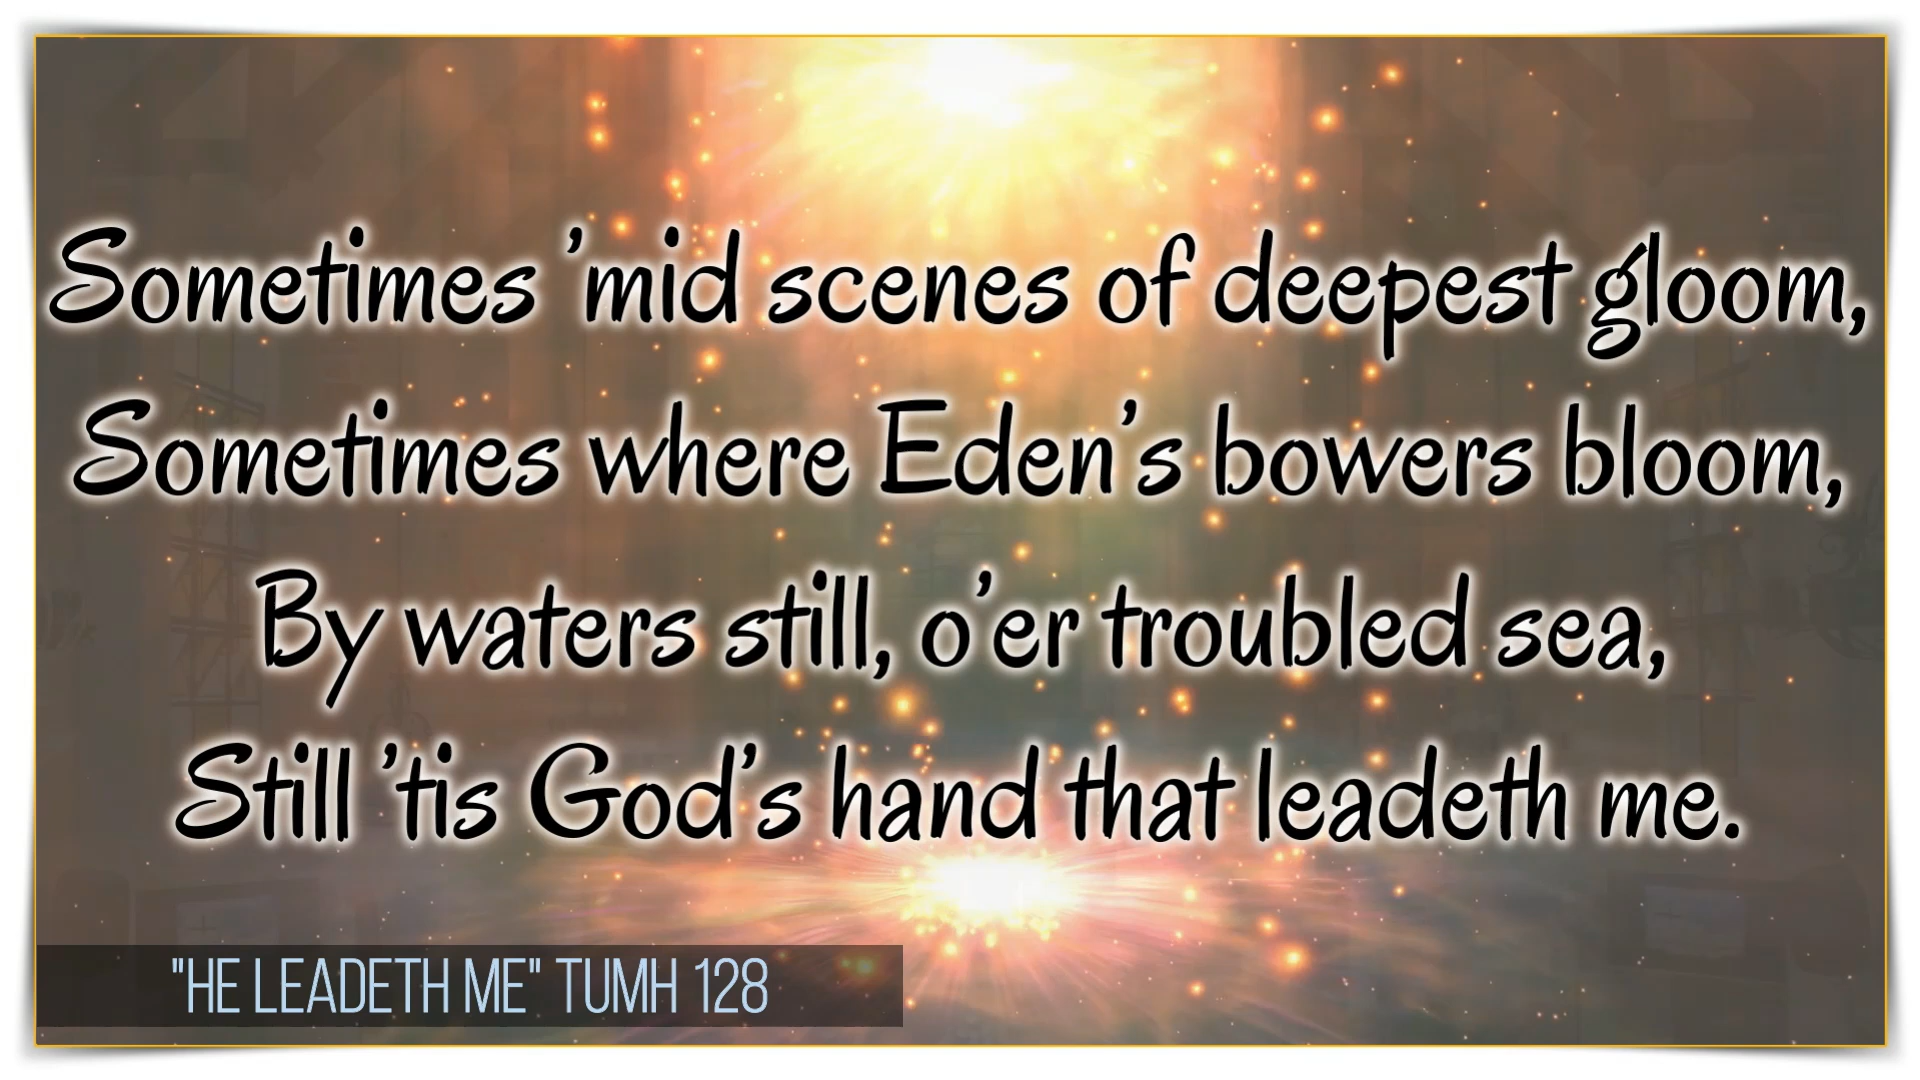 Sometimes ’mid scenes of deepest gloom,
Sometimes where Eden’s bowers bloom,
By waters still, o’er troubled sea,
Still ’tis God’s hand that leadeth me.
"HE LEADETH ME" TUMH 128